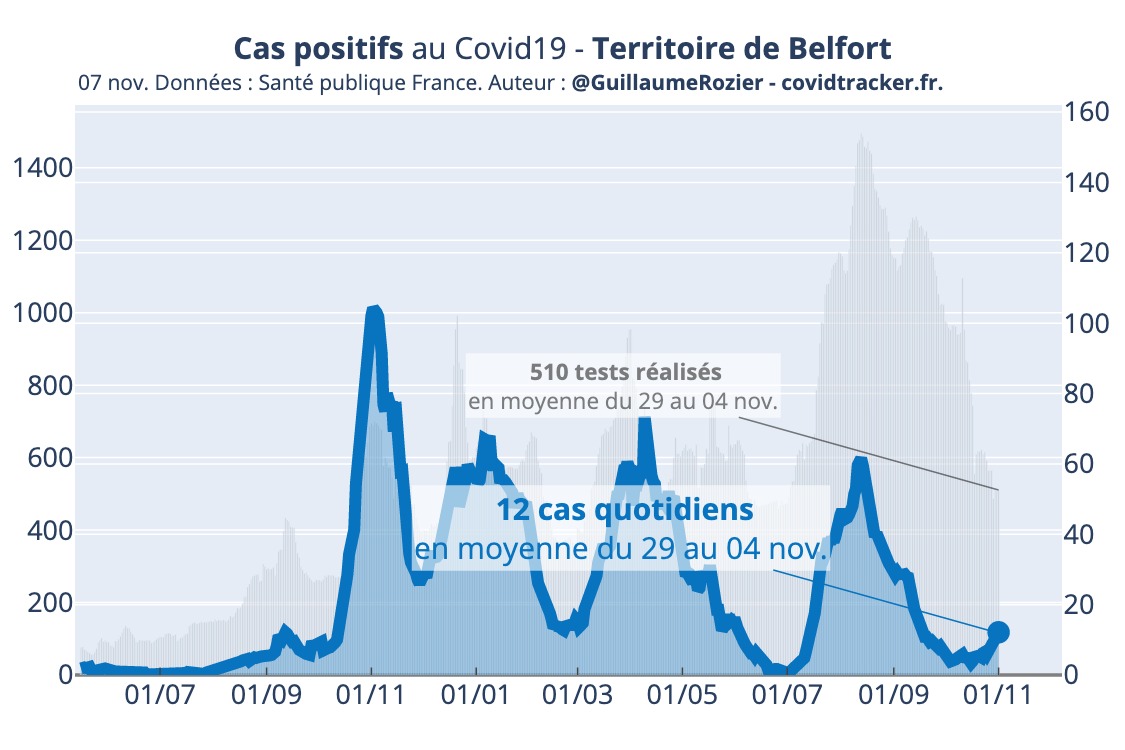 Cas positifs au Covid19 - Territoire de Belfort
07 nov. Données : Santé publique France. Auteur : @GuillaumeRozier - covidtracker.fr.
160
1400
140
1200
120
1000
100
800
80
510 tests réalisés
en moyenne du 29 au 04 nov.
600
60
12 cas quotidiens
en moyenne du 29 au 04 nov.
400
40
200
20
0
0
01/07 01/09 01/11 01/01 01/03 01/05 01/07 01/09 01/11